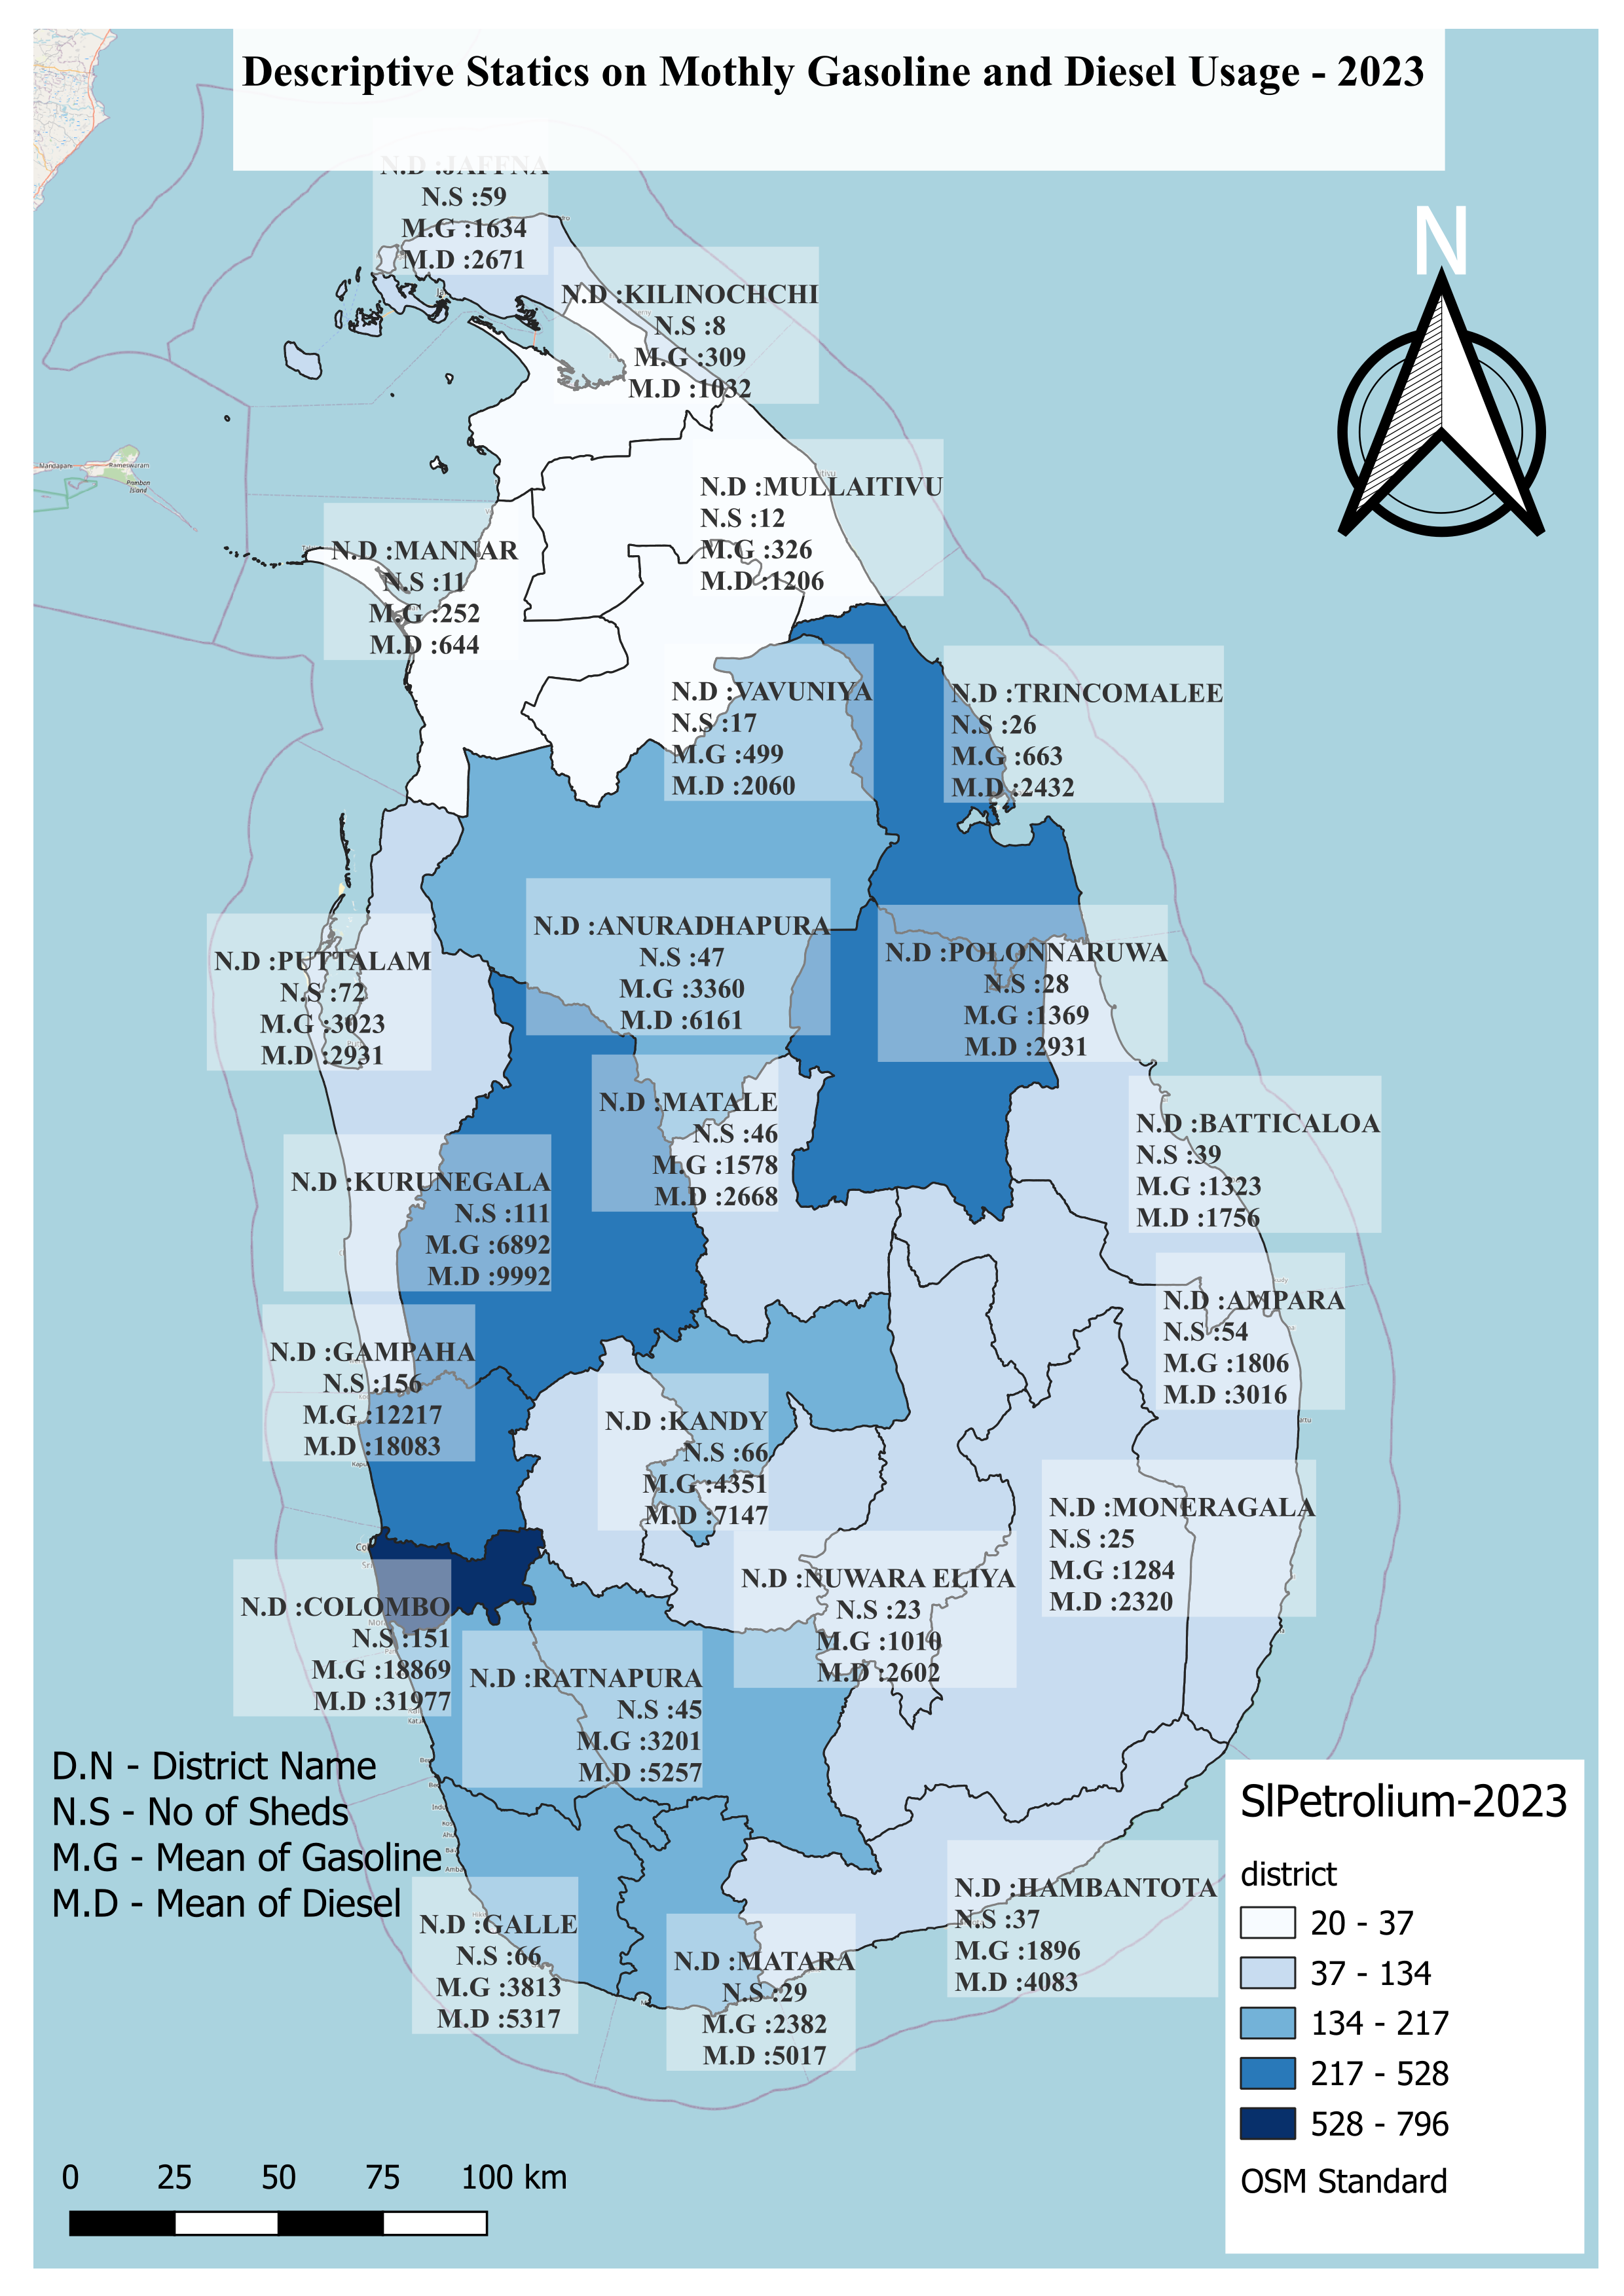 Descriptive Statics on Mothly Gasoline and Diesel Usage - 2023
N.D :JAFFNA
N.S :59
M.G :1634
M.D :2671
N
N.D :KILINOCHCHI
N.S :8
M.G :309
M.D :1032
Mandapam
Rameswaram
Pamban
Island
N.D :MULLAITIVU
N.S :12
M.G :326
M.D :1206
N.D :MANNAR
N.S :11
M.G :252
M.D :644
N.D :VAVUNIYA
N.S :17
M.G :499
M.D :2060
N.D :TRINCOMALEE
N.S :26
M.G :663
M.D :2432
N.D :ANURADHAPURA
N.S :47
M.G :3360
M.D :6161
N.D :POLONNARUWA
N.S :28
M.G :1369
M.D :2931
N.D :PUTTALAM
N.S :72
M.G :3023
M.D :2931
N.D :MATALE
N.S :46
M.G :1578
M.D :2668
N.D :BATTICALOA
N.S :39
M.G :1323
M.D :1756
N.D :KURUNEGALA
N.S :111
M.G :6892
M.D :9992
N.D :AMPARA
N.S :54
M.G :1806
M.D :3016
N.D :GAMPAHA
N.S :156
M.G :12217
M.D :18083
N.D :KANDY
N.S :66
M.G :4351
M.D :7147
N.D :MONERAGALA
N.S :25
M.G :1284
M.D :2320
N.D :NUWARA ELIYA
N.S :23
M.G :1010
M.D :2602
N.D :COLOMBO
N.S :151
M.G :18869
M.D :31977
N.D :RATNAPURA
N.S :45
M.G :3201
M.D :5257
D.N - District Name
N.S - No of Sheds
M.G - Mean of Gasoline
M.D - Mean of Diesel
N.D :GALLE
N.S :66
M.G :3813
M.D :5317
N.D :MATARA
N.S :29
M.G :2382
M.D :5017
N.D :HAMBANTOTA
N.S :37
M.G :1896
M.D :4083
SlPetrolium-2023
district
20 - 37
37 - 134
134 - 217
217 - 528
528 - 796
OSM Standard
0 25 50 75 100 km